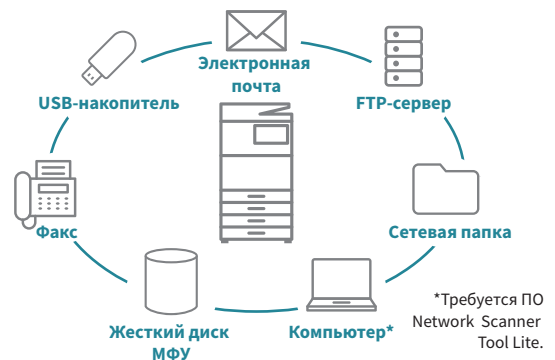 Электронная
почта
USB-накопитель
FTP-сервер
Факс
Сетевая папка
Жесткий диск
МФУ
Компьютер*
*Требуется ПО
Network Scanner
Tool Lite.